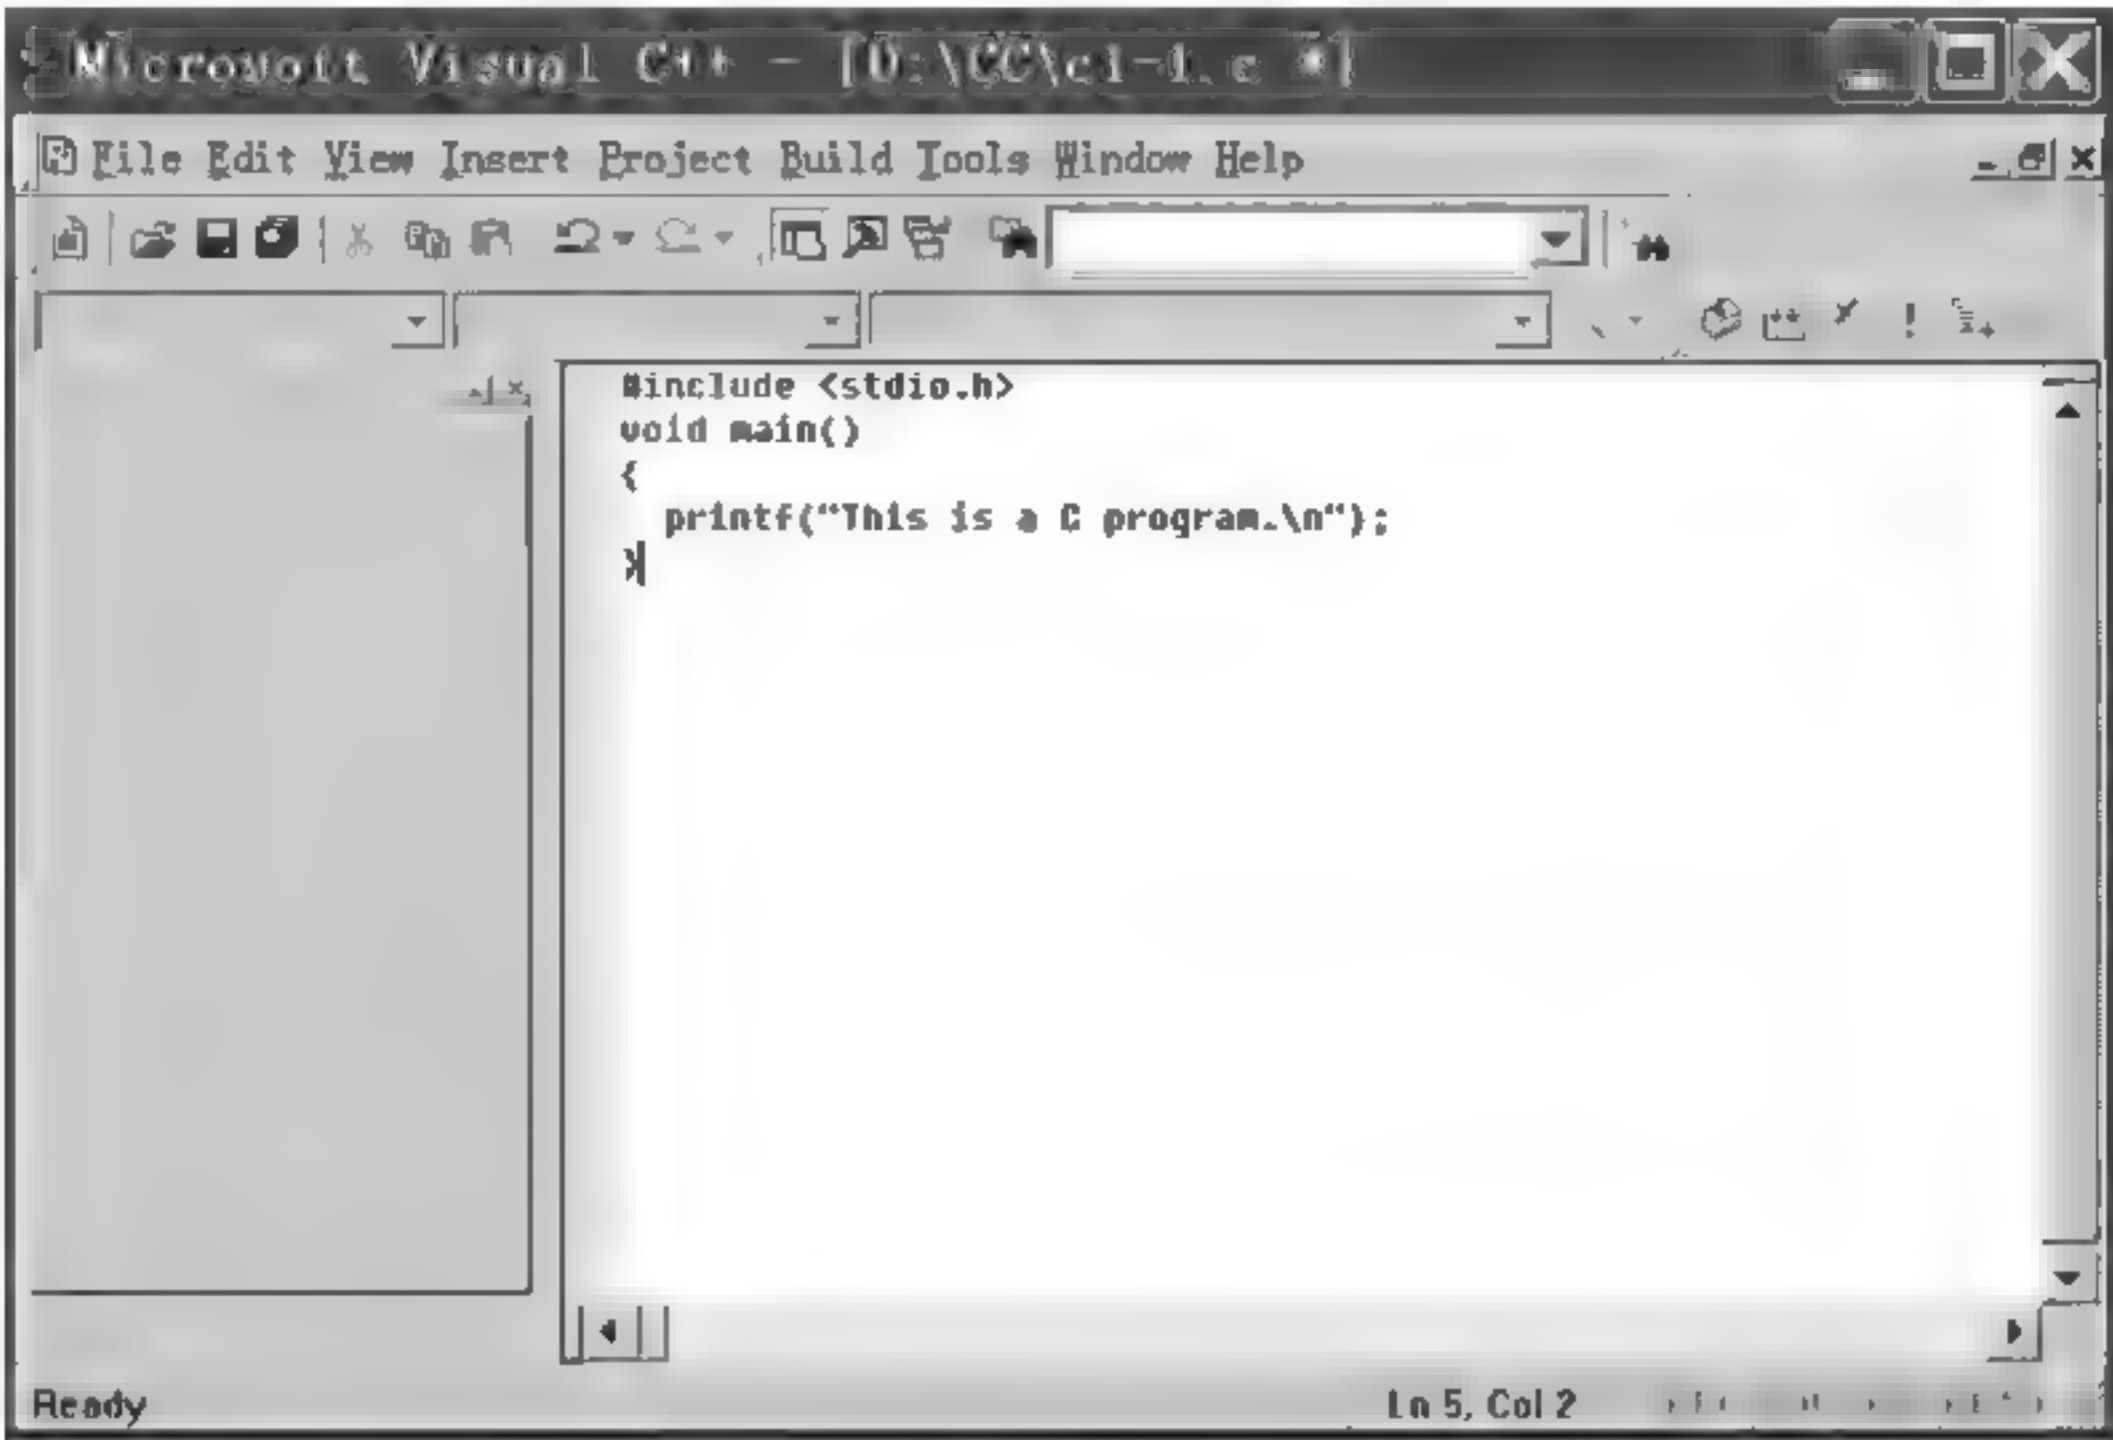 Microsoft Visual C++ - [D:\CC\c1-1.c *]
File Edit View Insert Project Build Tools Window Help
#include <stdio.h>
void main()
{
printf("This is a C program.\n");
}
Ready
Ln 5, Col 2